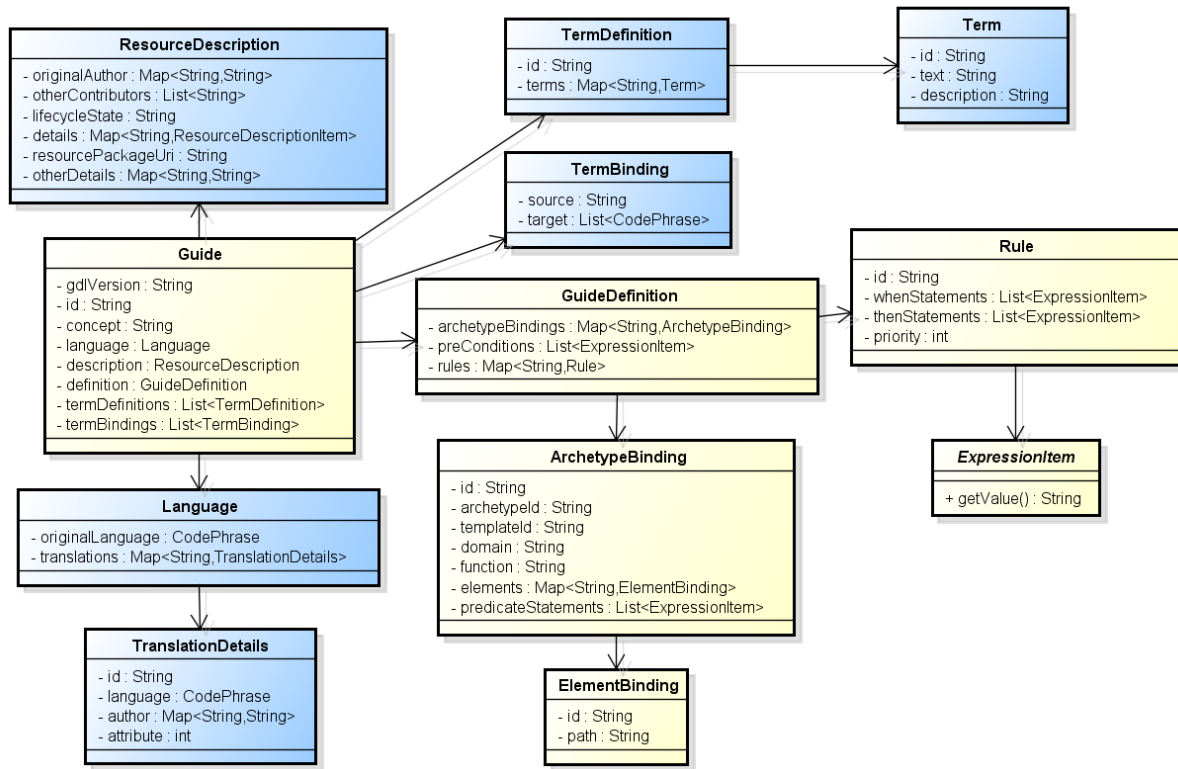 ResourceDescription
- originalAuthor : Map<String,String>
- otherContributors : List<String>
- lifecycleState : String
- details : Map<String,ResourceDescriptionItem>
- resourcePackageUri : String
- otherDetails : Map<String,String>
TermDefinition
- id : String
- terms : Map<String,Term>
Term
- id : String
- text : String
- description : String
TermBinding
- source : String
- target : List<CodePhrase>
Guide
- gdlVersion : String
- id : String
- concept : String
- language : Language
- description : ResourceDescription
- definition : GuideDefinition
- termDefinitions : List<TermDefinition>
- termBindings : List<TermBinding>
GuideDefinition
- archetypeBindings : Map<String,ArchetypeBinding>
- preConditions : List<ExpressionItem>
- rules : Map<String,Rule>
Rule
- id : String
- whenStatements : List<ExpressionItem>
- thenStatements : List<ExpressionItem>
- priority : int
ArchetypeBinding
- id : String
- archetypeId : String
- templateId : String
- domain : String
- function : String
- elements : Map<String,ElementBinding>
- predicateStatements : List<ExpressionItem>
ExpressionItem
+ getValue() : String
Language
- originalLanguage : CodePhrase
- translations : Map<String,TranslationDetails>
TranslationDetails
- id : String
- language : CodePhrase
- author : Map<String,String>
- attribute : int
ElementBinding
- id : String
- path : String